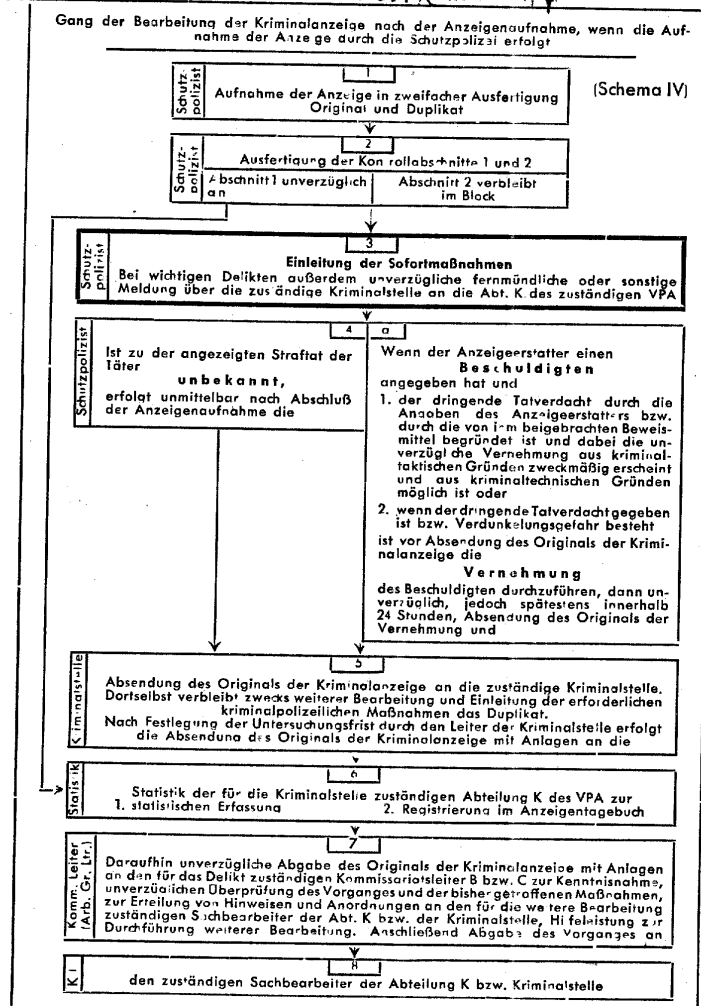 Gang der Bearbeitung der Kriminalanzeige nach der Anzeigenaufnahme, wenn die Auf-
nahme der Anzeige durch die Schutzpolizei erfolgt
(Schema IV)
Schutz-
polizist
1
Aufnahme der Anzeige in zweifacher Ausfertigung
Original und Duplikat
Schutz-
polizist
2
Ausfertigung der Kontrollabschnitte 1 und 2
Abschnitt 1 unverzüglich
an
Abschnitt 2 verbleibt
im Block
Schutz-
polizist
3
Einleitung der Sofortmaßnahmen
Bei wichtigen Delikten außerdem unverzügliche fernmündliche oder sonstige
Meldung über die zuständige Kriminalstelle an die Abt. K des zuständigen VPA
Schutzpolizist
4
Ist zu der angezeigten Straftat der
Täter
unbekannt,
erfolgt unmittelbar nach Abschluß
der Anzeigenaufnahme die
a
Wenn der Anzeigeerstatter einen
Beschuldigten
angegeben hat und
1. der dringende Tatverdacht durch die
Angaben des Anzeigeerstatters bzw.
durch die von ihm beigebrachten Beweis-
mittel begründet ist und dabei die un-
verzügliche Vernehmung aus kriminal-
taktischen Gründen zweckmäßig erscheint
und aus kriminaltechnischen Gründen
möglich ist oder
2. wenn der dringende Tatverdacht gegeben
ist bzw. Verdunkelungsgefahr besteht
ist vor Absendung des Originals der Krimi-
nalanzeige die
Vernehmung
des Beschuldigten durchzuführen, dann un-
verzüglich, jedoch spätestens innerhalb
24 Stunden, Absendung des Originals der
Vernehmung und
Kriminalstelle
5
Absendung des Originals der Kriminalanzeige an die zuständige Kriminalstelle.
Dortselbst verbleibt zwecks weiterer Bearbeitung und Einleitung der erforderlichen
kriminalpolizeilichen Maßnahmen das Duplikat.
Nach Festlegung der Untersuchungsfrist durch den Leiter der Kriminalstelle erfolgt
die Absendung des Originals der Kriminalanzeige mit Anlagen an die
Statistik
6
Statistik der für die Kriminalstelle zuständigen Abteilung K des VPA zur
1. statistischen Erfassung 2. Registrierung im Anzeigentagebuch
Komm. Leiter
(Arb. Gr. Ltr.)
7
Daraufhin unverzügliche Abgabe des Originals der Kriminalanzeige mit Anlagen
an den für das Delikt zuständigen Kommissariatsleiter B bzw. C zur Kenntnisnahme,
unverzüglichen Überprüfung des Vorganges und der bisher getroffenen Maßnahmen,
zur Erteilung von Hinweisen und Anordnungen an den für die weitere Bearbeitung
zuständigen Sachbearbeiter der Abt. K bzw. der Kriminalstelle, Hilfeleistung zur
Durchführung weiterer Bearbeitung. Anschließend Abgabe des Vorganges an
K
8
den zuständigen Sachbearbeiter der Abteilung K bzw. Kriminalstelle